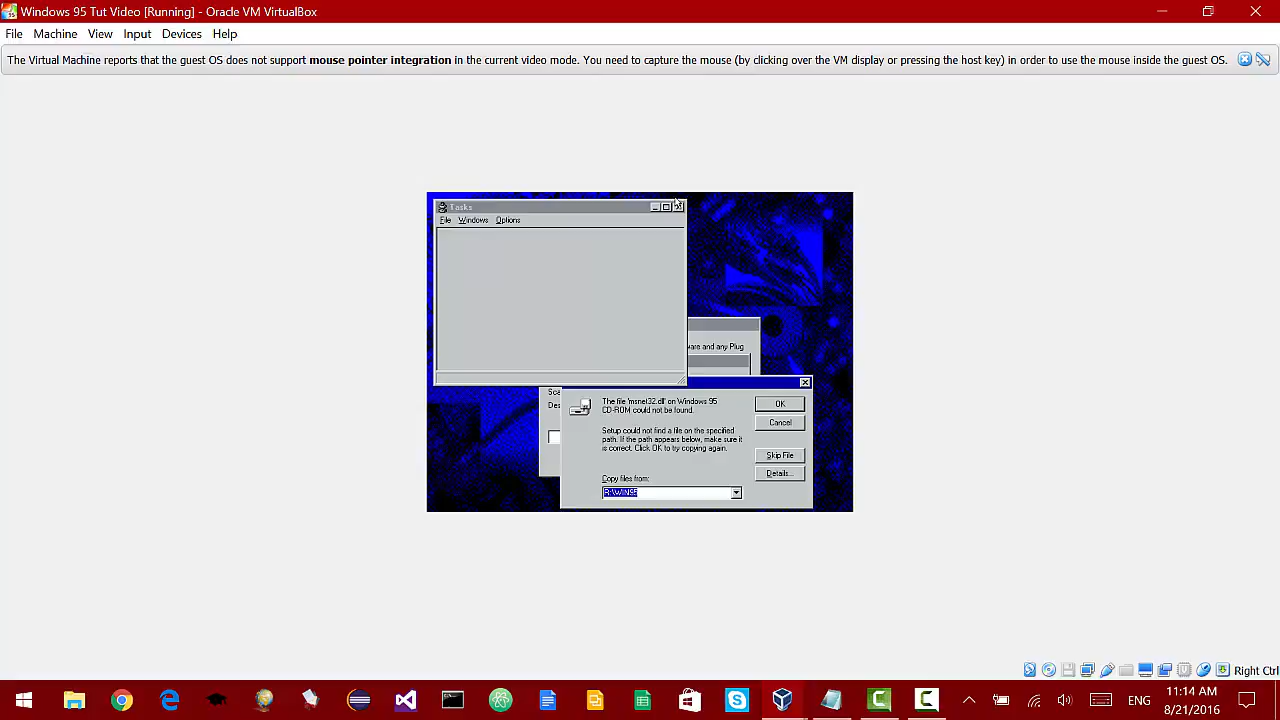 Windows 95 Tut Video [Running] - Oracle VM VirtualBox
File Machine View Input Devices Help
The Virtual Machine reports that the guest OS does not support mouse pointer integration in the current video mode. You need to capture the mouse (by clicking over the VM display or pressing the host key) in order to use the mouse inside the guest OS.
Tasks
File Windows Options
ware and any Plug
Sca
Des
The file 'msnet32.dll' on Windows 95
CD-ROM could not be found.
Setup could not find a file on the specified
path. If the path appears below, make sure it
is correct. Click OK to try copying again.
Copy files from:
R:\WIN95
OK
Cancel
Skip File
Details...
Right Ctrl
ENG
11:14 AM
8/21/2016